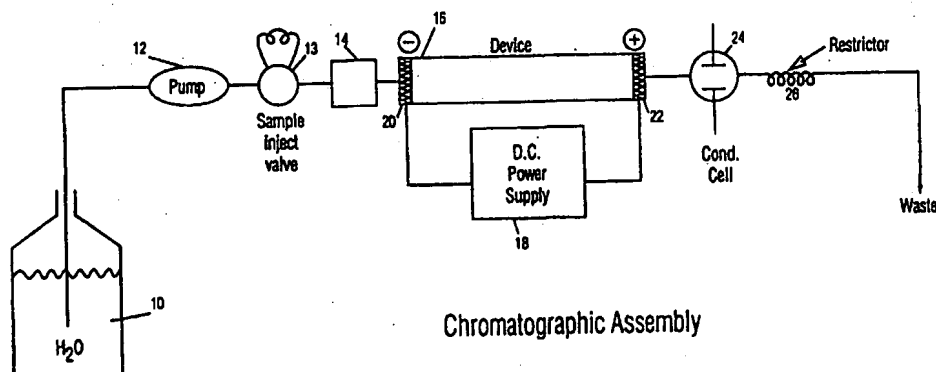 12
Pump
13
Sample
inject
valve
14
−
16
Device
+
20
22
D.C.
Power
Supply
18
24
Cond.
Cell
Restrictor
26
Waste
10
H₂O
Chromatographic Assembly